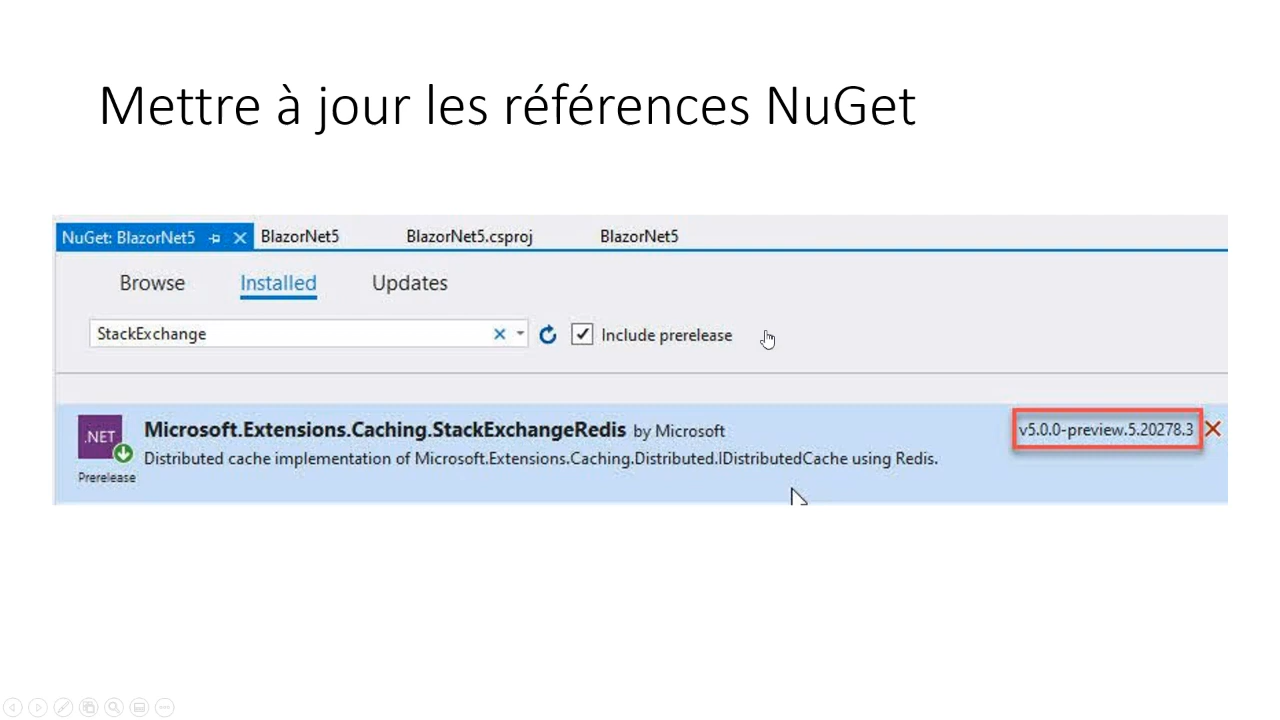 Mettre à jour les références NuGet
NuGet: BlazorNet5 BlazorNet5 BlazorNet5.csproj BlazorNet5
Browse Installed Updates
StackExchange Include prerelease
.NET Microsoft.Extensions.Caching.StackExchangeRedis by Microsoft v5.0.0-preview.5.20278.3
Distributed cache implementation of Microsoft.Extensions.Caching.Distributed.IDistributedCache using Redis.
Prerelease